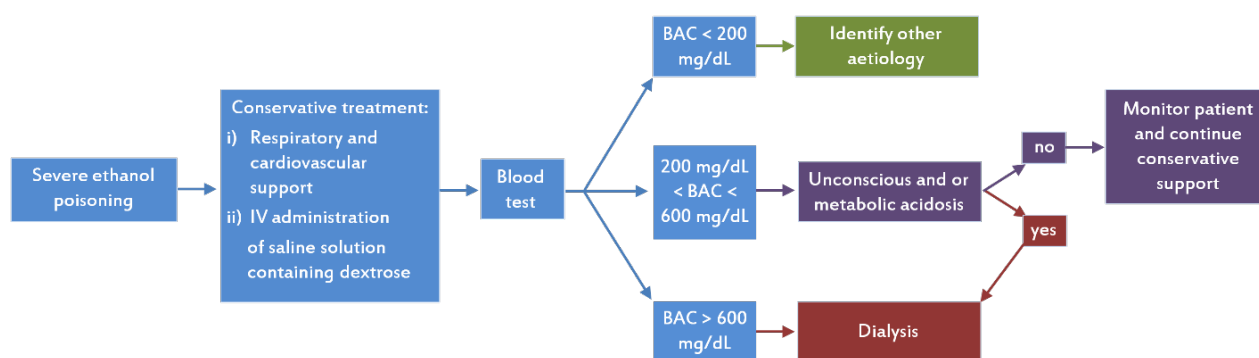 Severe ethanol
poisoning
Conservative treatment:
i) Respiratory and
cardiovascular
support
ii) IV administration
of saline solution
containing dextrose
Blood
test
BAC < 200
mg/dL
Identify other
aetiology
200 mg/dL
< BAC <
600 mg/dL
Unconscious and or
metabolic acidosis
no
Monitor patient
and continue
conservative
support
yes
BAC > 600
mg/dL
Dialysis